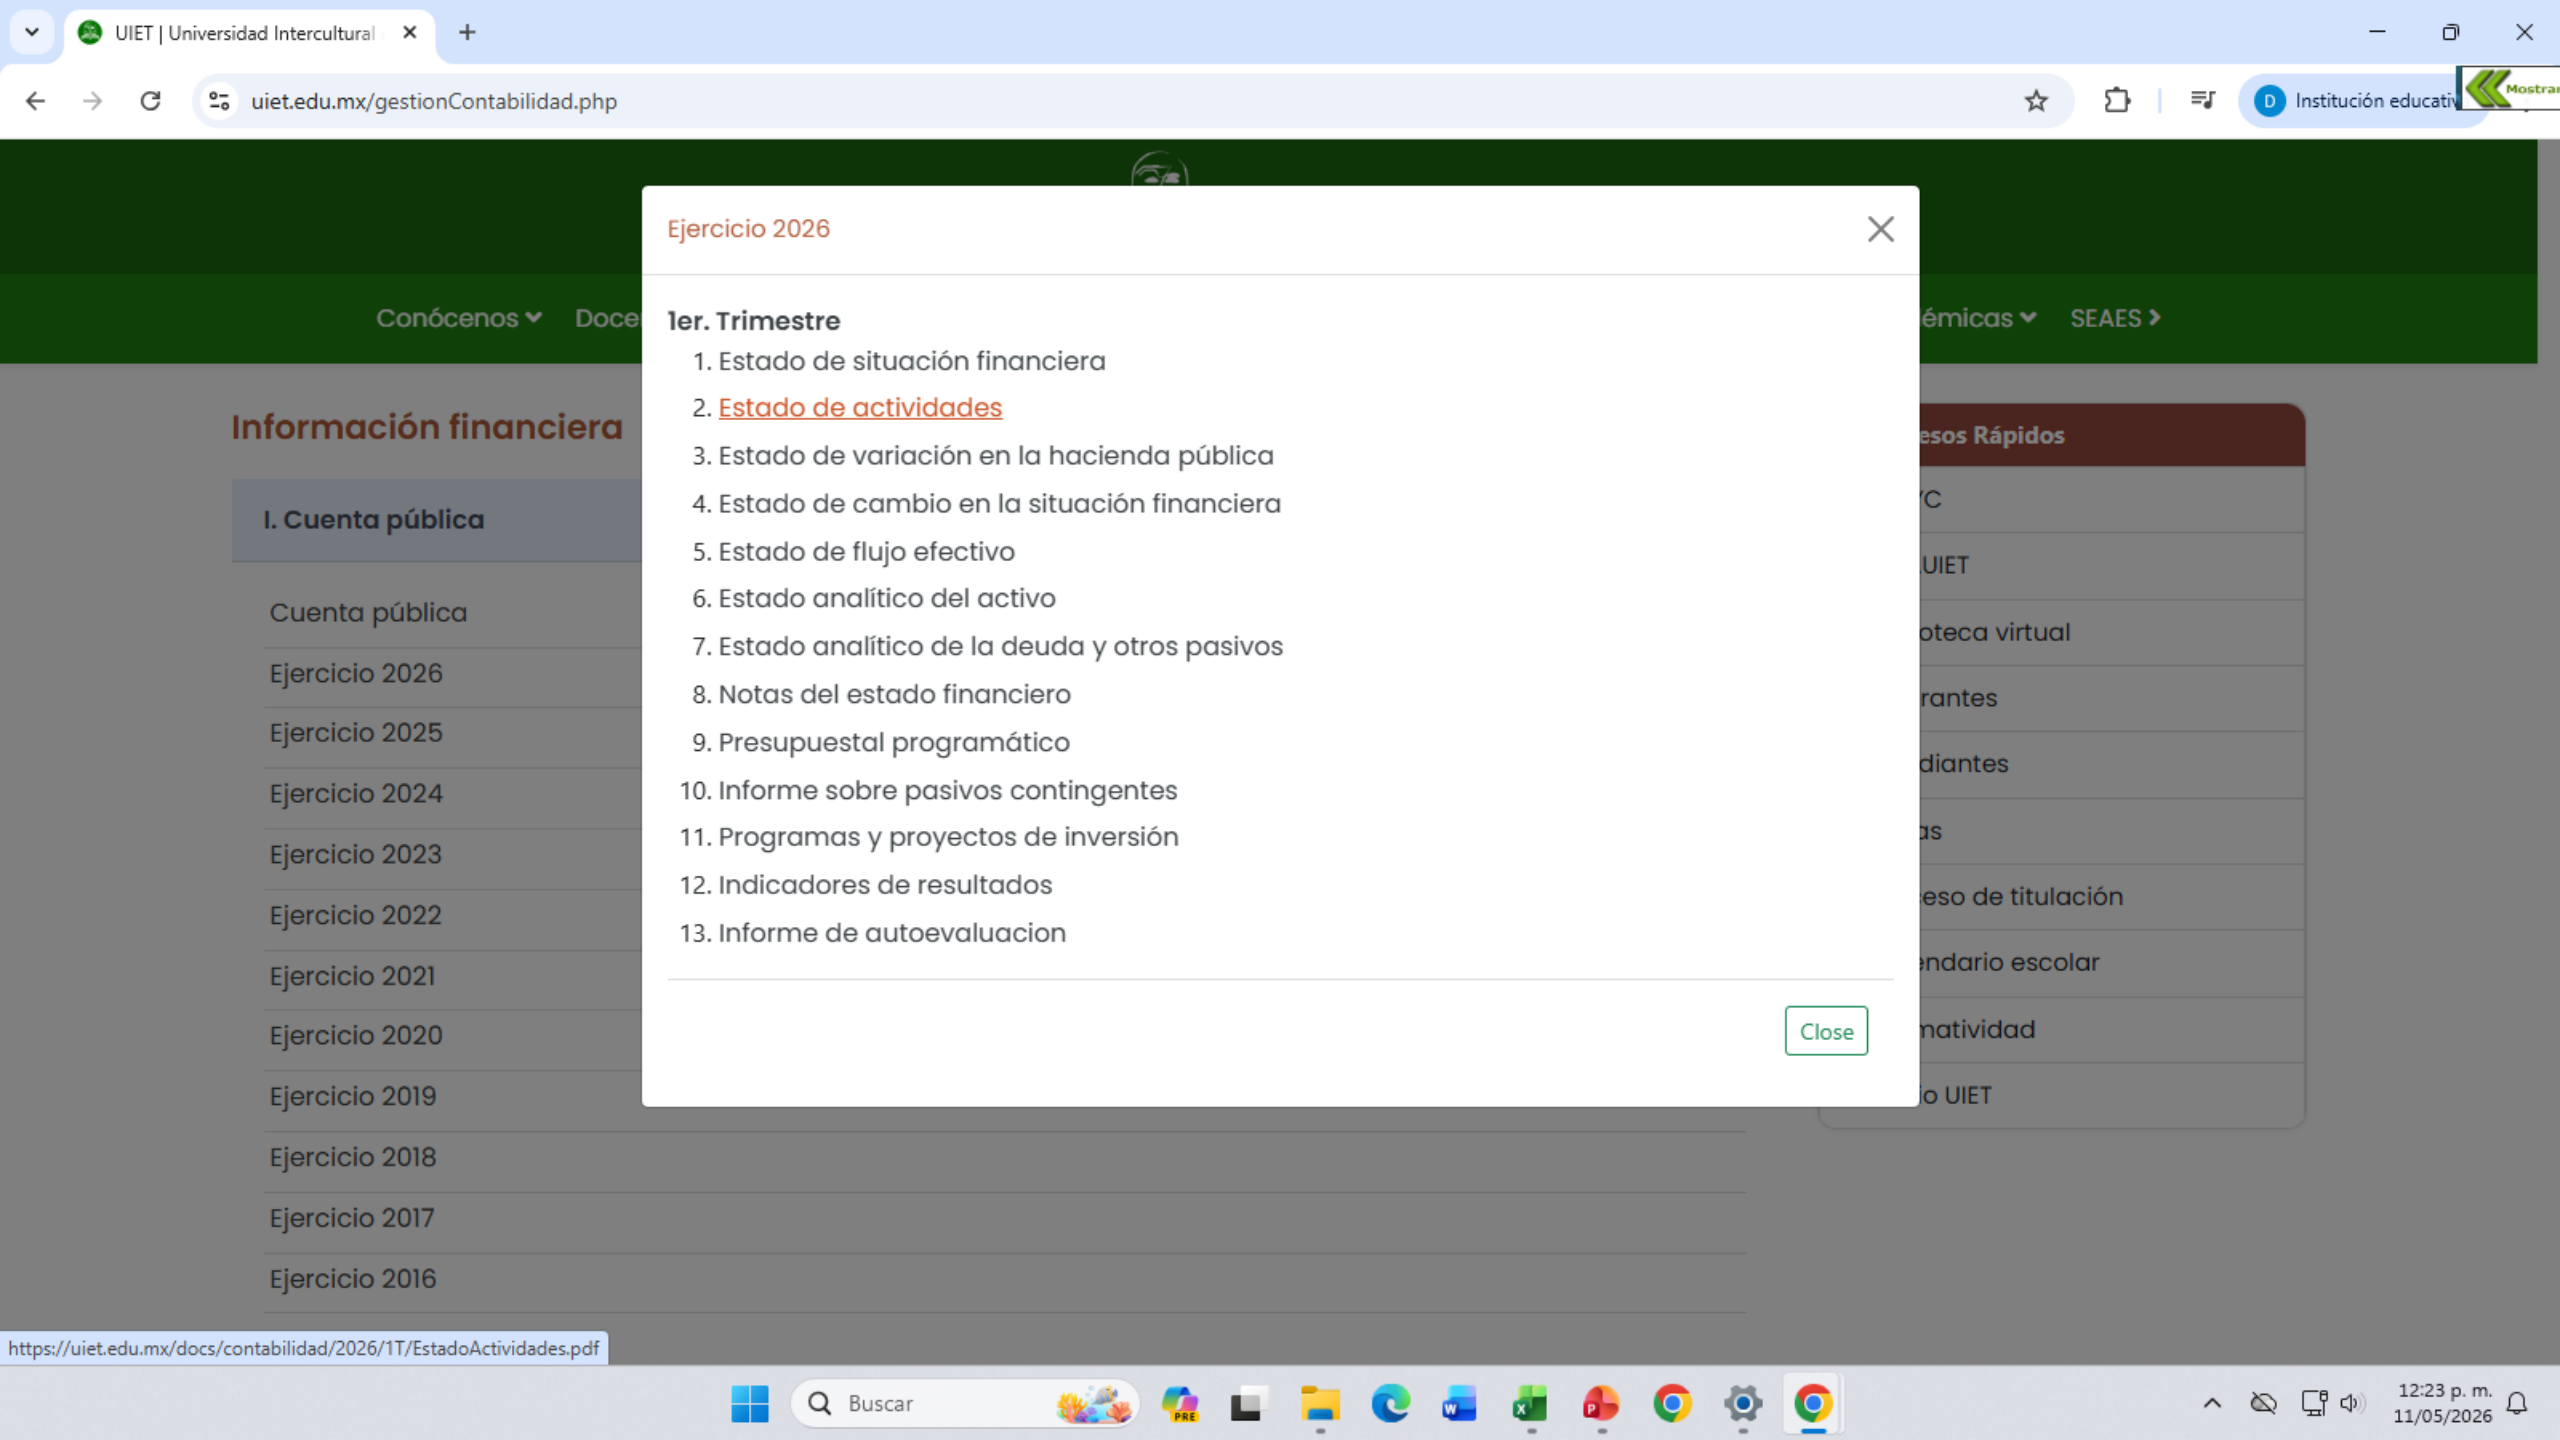 UIET | Universidad Intercultural
uiet.edu.mx/gestionContabilidad.php
Institución educativ
Mostrar
Ejercicio 2026
Conócenos
SEAES
1er. Trimestre
1. Estado de situación financiera
2. Estado de actividades
3. Estado de variación en la hacienda pública
4. Estado de cambio en la situación financiera
5. Estado de flujo efectivo
6. Estado analítico del activo
7. Estado analítico de la deuda y otros pasivos
8. Notas del estado financiero
9. Presupuestal programático
10. Informe sobre pasivos contingentes
11. Programas y proyectos de inversión
12. Indicadores de resultados
13. Informe de autoevaluacion
Close
Información financiera
I. Cuenta pública
Cuenta pública
Ejercicio 2026
Ejercicio 2025
Ejercicio 2024
Ejercicio 2023
Ejercicio 2022
Ejercicio 2021
Ejercicio 2020
Ejercicio 2019
Ejercicio 2018
Ejercicio 2017
Ejercicio 2016
esos Rápidos
UIET
oteca virtual
rantes
diantes
as
eso de titulación
endario escolar
matividad
io UIET
https://uiet.edu.mx/docs/contabilidad/2026/1T/EstadoActividades.pdf
Buscar
PRE
12:23 p. m.
11/05/2026